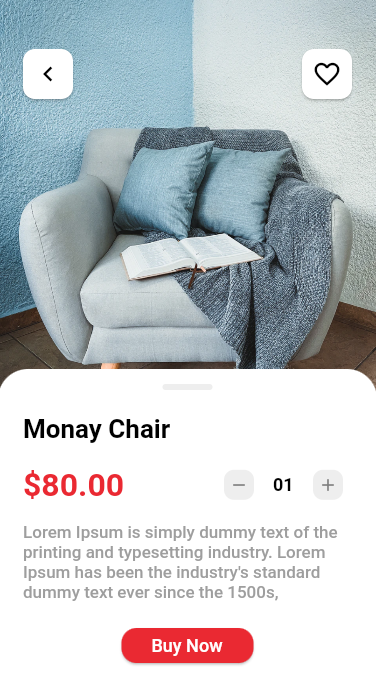 Monay Chair
$80.00
01
Lorem Ipsum is simply dummy text of the
printing and typesetting industry. Lorem
Ipsum has been the industry's standard
dummy text ever since the 1500s,
Buy Now